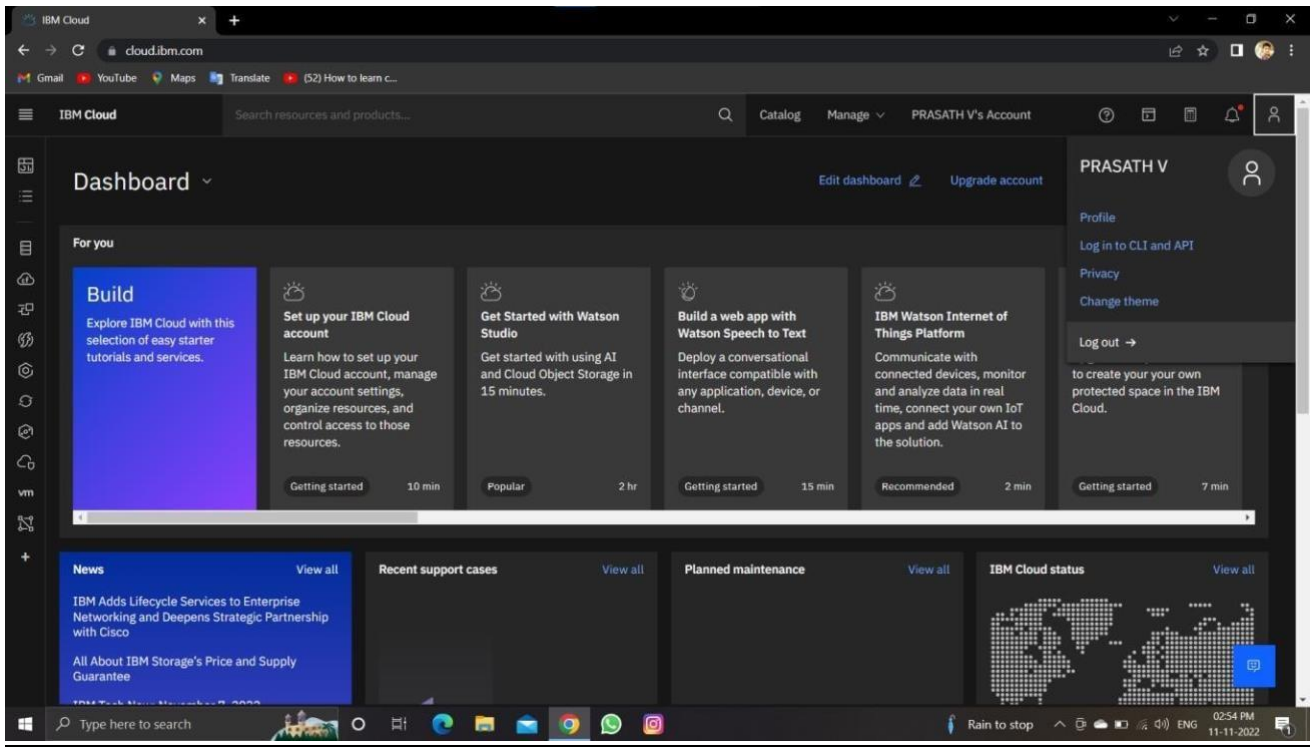 IBM Cloud
cloud.ibm.com
Gmail YouTube Maps Translate (52) How to learn c...
IBM Cloud Search resources and products... Catalog Manage PRASATH V's Account
Dashboard
Edit dashboard Upgrade account
PRASATH V
Profile
Log in to CLI and API
Privacy
Change theme
Log out →
For you
Build
Explore IBM Cloud with this
selection of easy starter
tutorials and services.
Set up your IBM Cloud
account
Learn how to set up your
IBM Cloud account, manage
your account settings,
organize resources, and
control access to those
resources.
Getting started 10 min
Get Started with Watson
Studio
Get started with using AI
and Cloud Object Storage in
15 minutes.
Popular 2 hr
Build a web app with
Watson Speech to Text
Deploy a conversational
interface compatible with
any application, device, or
channel.
Getting started 15 min
IBM Watson Internet of
Things Platform
Communicate with
connected devices, monitor
and analyze data in real
time, connect your own IoT
apps and add Watson AI to
the solution.
Recommended 2 min
to create your your own
protected space in the IBM
Cloud.
Getting started 7 min
vm
News View all
IBM Adds Lifecycle Services to Enterprise
Networking and Deepens Strategic Partnership
with Cisco
All About IBM Storage's Price and Supply
Guarantee
IBM Tech Now: November 7, 2022
Recent support cases View all
Planned maintenance View all
IBM Cloud status View all
Type here to search
Rain to stop ENG 02:54 PM
11-11-2022